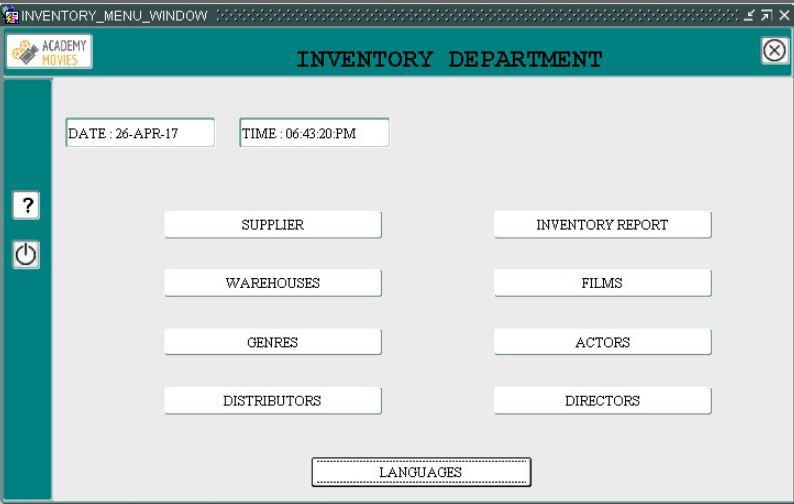 INVENTORY_MENU_WINDOW
ACADEMY
MOVIES
INVENTORY DEPARTMENT
DATE : 26-APR-17
TIME : 06:43:20:PM
?
SUPPLIER
INVENTORY REPORT
WAREHOUSES
FILMS
GENRES
ACTORS
DISTRIBUTORS
DIRECTORS
LANGUAGES